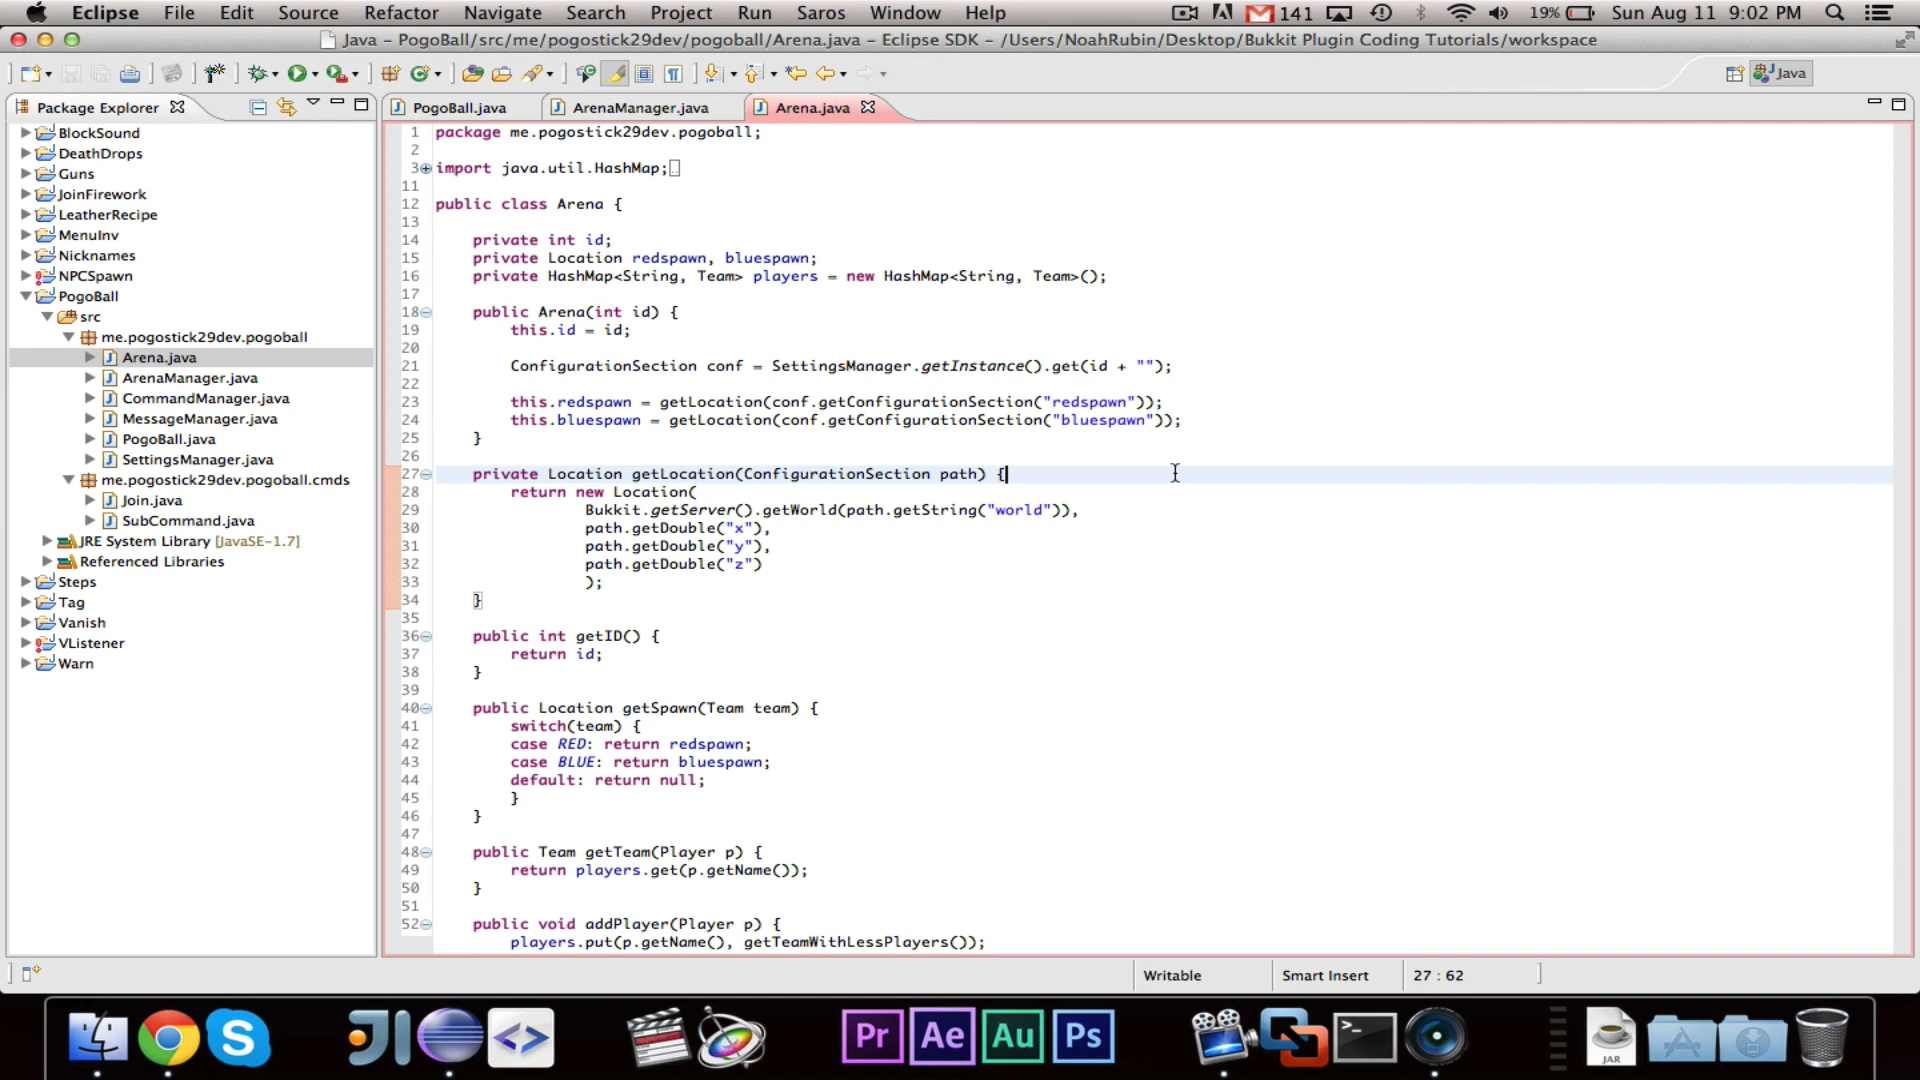 Eclipse File Edit Source Refactor Navigate Search Project Run Saros Window Help 141 19% Sun Aug 11 9:02 PM
Java – PogoBall/src/me/pogostick29dev/pogoball/Arena.java – Eclipse SDK – /Users/NoahRubin/Desktop/Bukkit Plugin Coding Tutorials/workspace
Java
Package Explorer
BlockSound
DeathDrops
Guns
JoinFirework
LeatherRecipe
MenuInv
Nicknames
NPCSpawn
PogoBall
src
me.pogostick29dev.pogoball
Arena.java
ArenaManager.java
CommandManager.java
MessageManager.java
PogoBall.java
SettingsManager.java
me.pogostick29dev.pogoball.cmds
Join.java
SubCommand.java
JRE System Library [JavaSE-1.7]
Referenced Libraries
Steps
Tag
Vanish
VListener
Warn
PogoBall.java ArenaManager.java Arena.java
1 package me.pogostick29dev.pogoball;
2
3 import java.util.HashMap;
11
12 public class Arena {
13
14 private int id;
15 private Location redspawn, bluespawn;
16 private HashMap<String, Team> players = new HashMap<String, Team>();
17
18 public Arena(int id) {
19 this.id = id;
20
21 ConfigurationSection conf = SettingsManager.getInstance().get(id + "");
22
23 this.redspawn = getLocation(conf.getConfigurationSection("redspawn"));
24 this.bluespawn = getLocation(conf.getConfigurationSection("bluespawn"));
25 }
26
27 private Location getLocation(ConfigurationSection path) {
28 return new Location(
29 Bukkit.getServer().getWorld(path.getString("world")),
30 path.getDouble("x"),
31 path.getDouble("y"),
32 path.getDouble("z")
33 );
34 }
35
36 public int getID() {
37 return id;
38 }
39
40 public Location getSpawn(Team team) {
41 switch(team) {
42 case RED: return redspawn;
43 case BLUE: return bluespawn;
44 default: return null;
45 }
46 }
47
48 public Team getTeam(Player p) {
49 return players.get(p.getName());
50 }
51
52 public void addPlayer(Player p) {
players.put(p.getName(), getTeamWithLessPlayers());
Writable Smart Insert 27 : 62
Pr Ae Au Ps
JAR